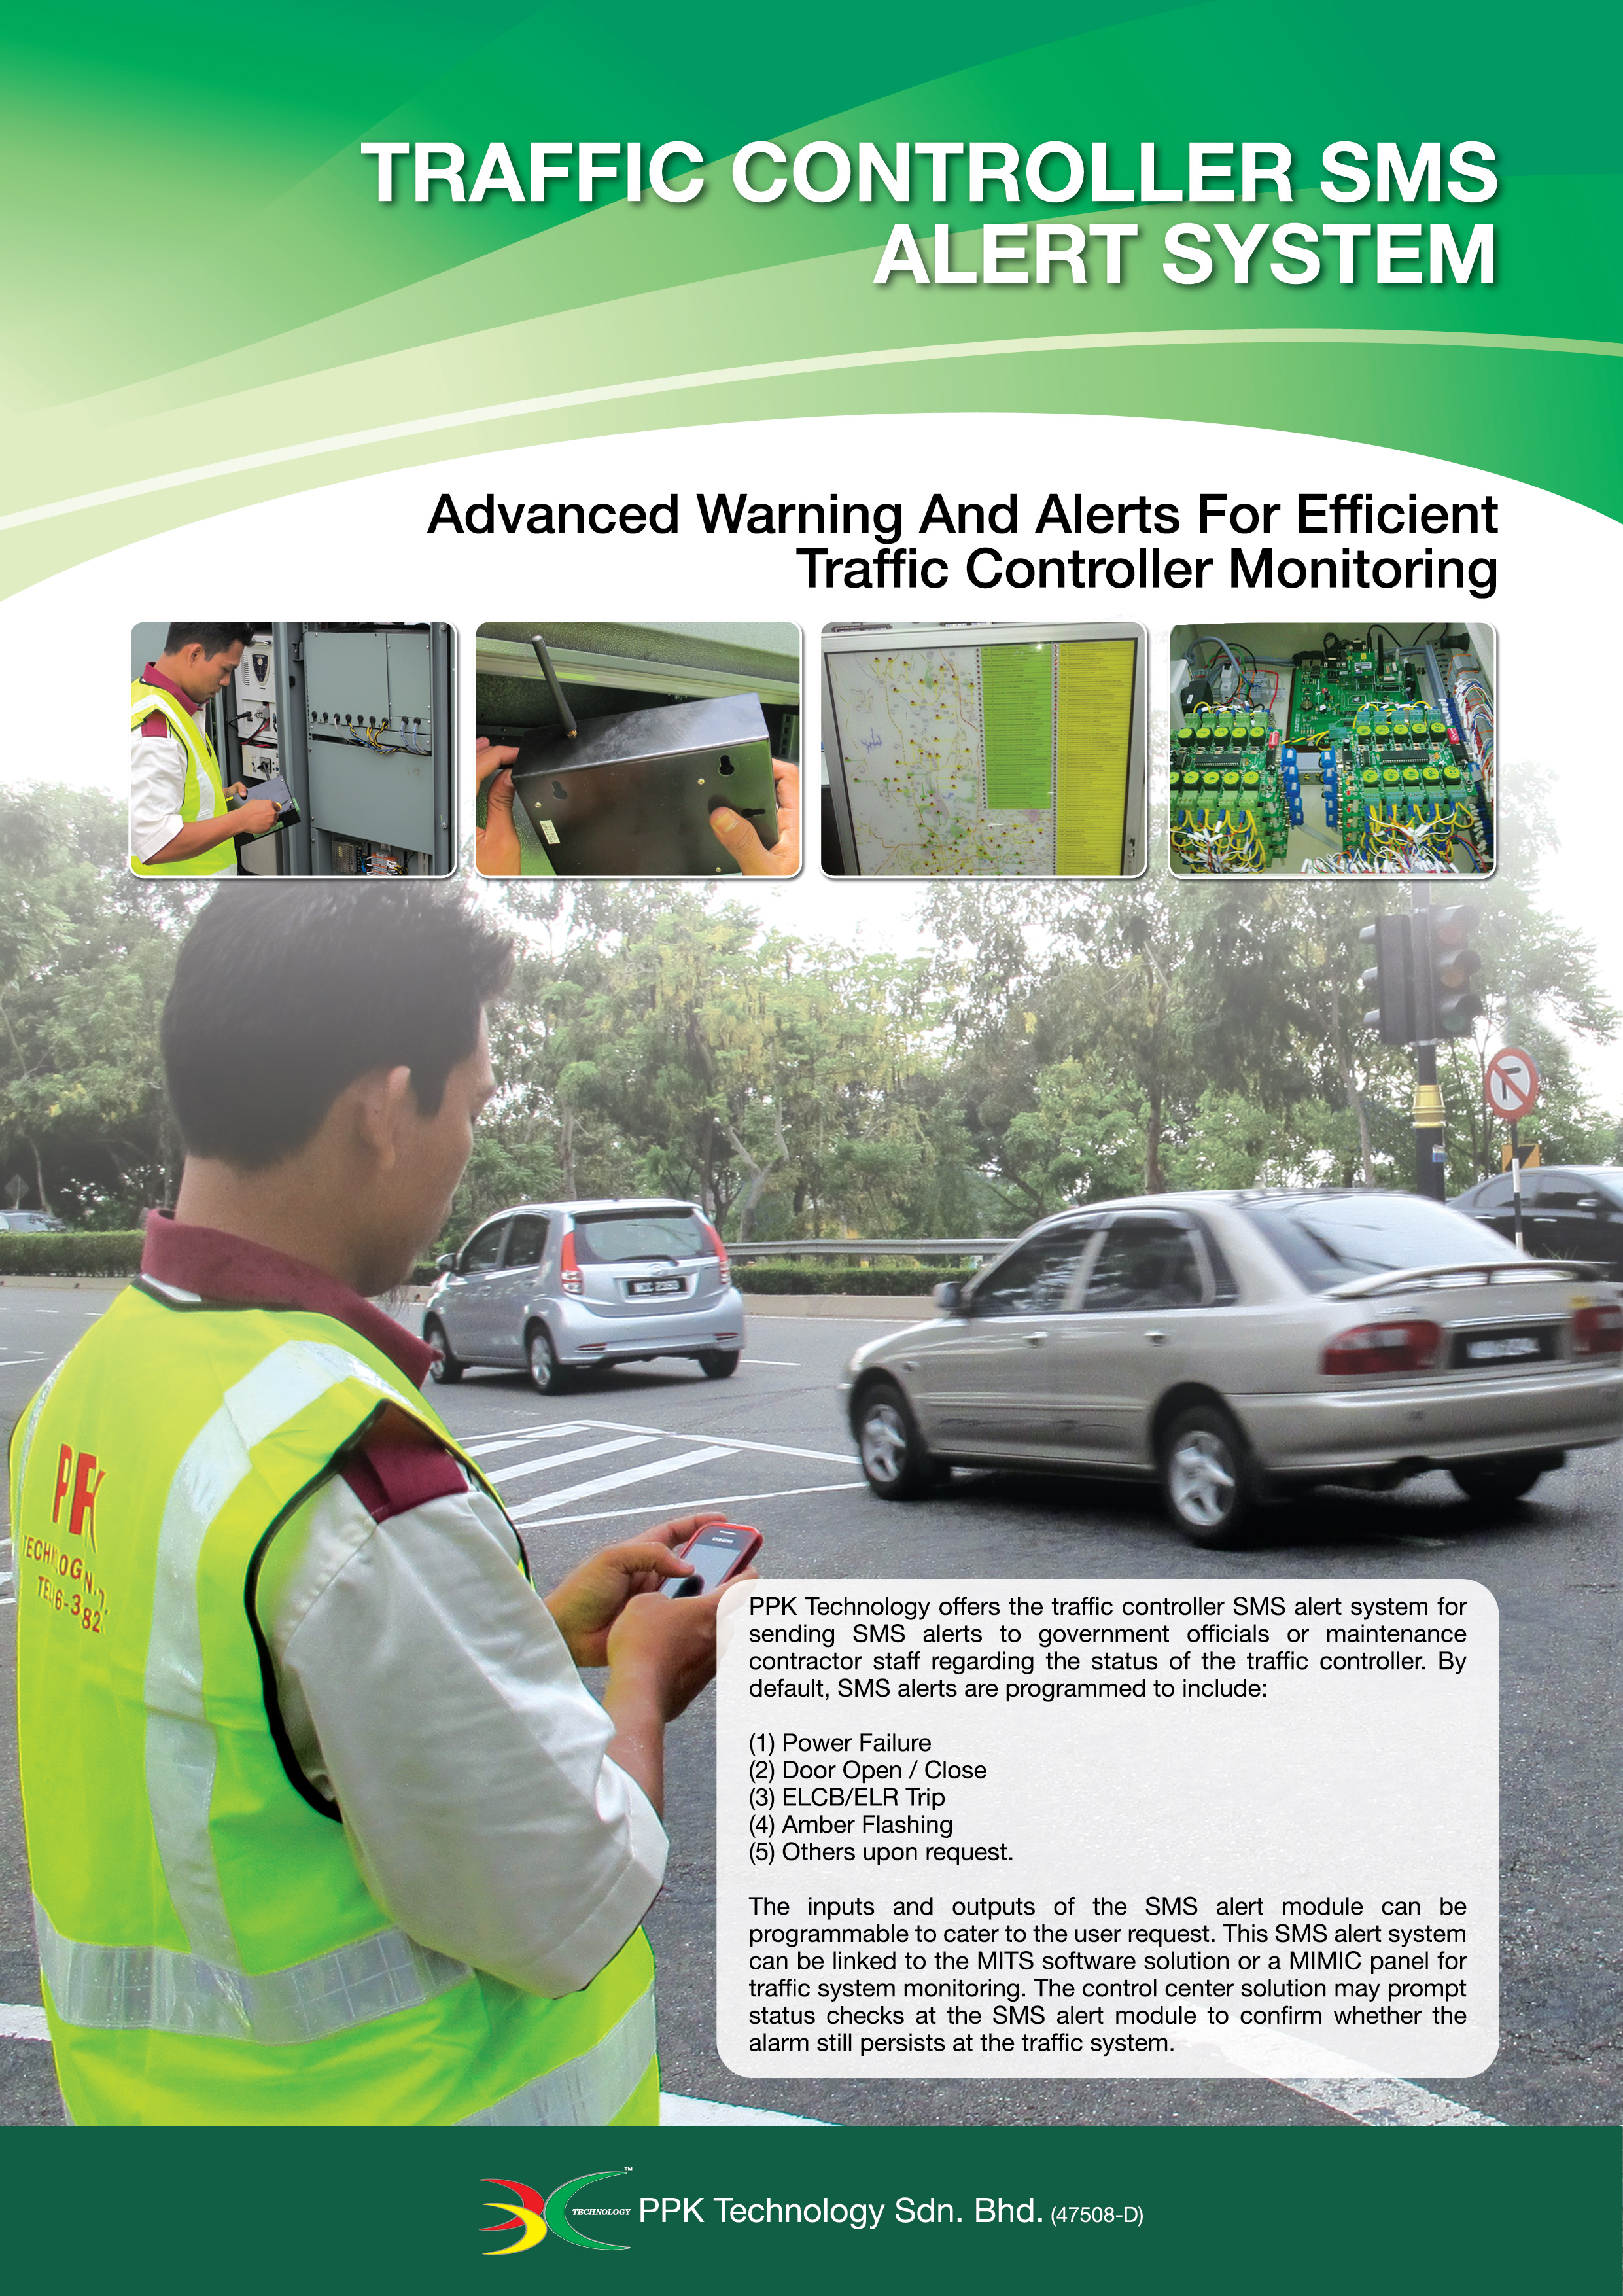 TRAFFIC CONTROLLER SMS
ALERT SYSTEM
Advanced Warning And Alerts For Efficient
Traffic Controller Monitoring
PPK
TEL
SAMSUNG
PPK Technology offers the traffic controller SMS alert system for
sending SMS alerts to government officials or maintenance
contractor staff regarding the status of the traffic controller. By
default, SMS alerts are programmed to include:
(1) Power Failure
(2) Door Open / Close
(3) ELCB/ELR Trip
(4) Amber Flashing
(5) Others upon request.
The inputs and outputs of the SMS alert module can be
programmable to cater to the user request. This SMS alert system
can be linked to the MITS software solution or a MIMIC panel for
traffic system monitoring. The control center solution may prompt
status checks at the SMS alert module to confirm whether the
alarm still persists at the traffic system.
TM
TECHNOLOGY
PPK Technology Sdn. Bhd. (47508-D)